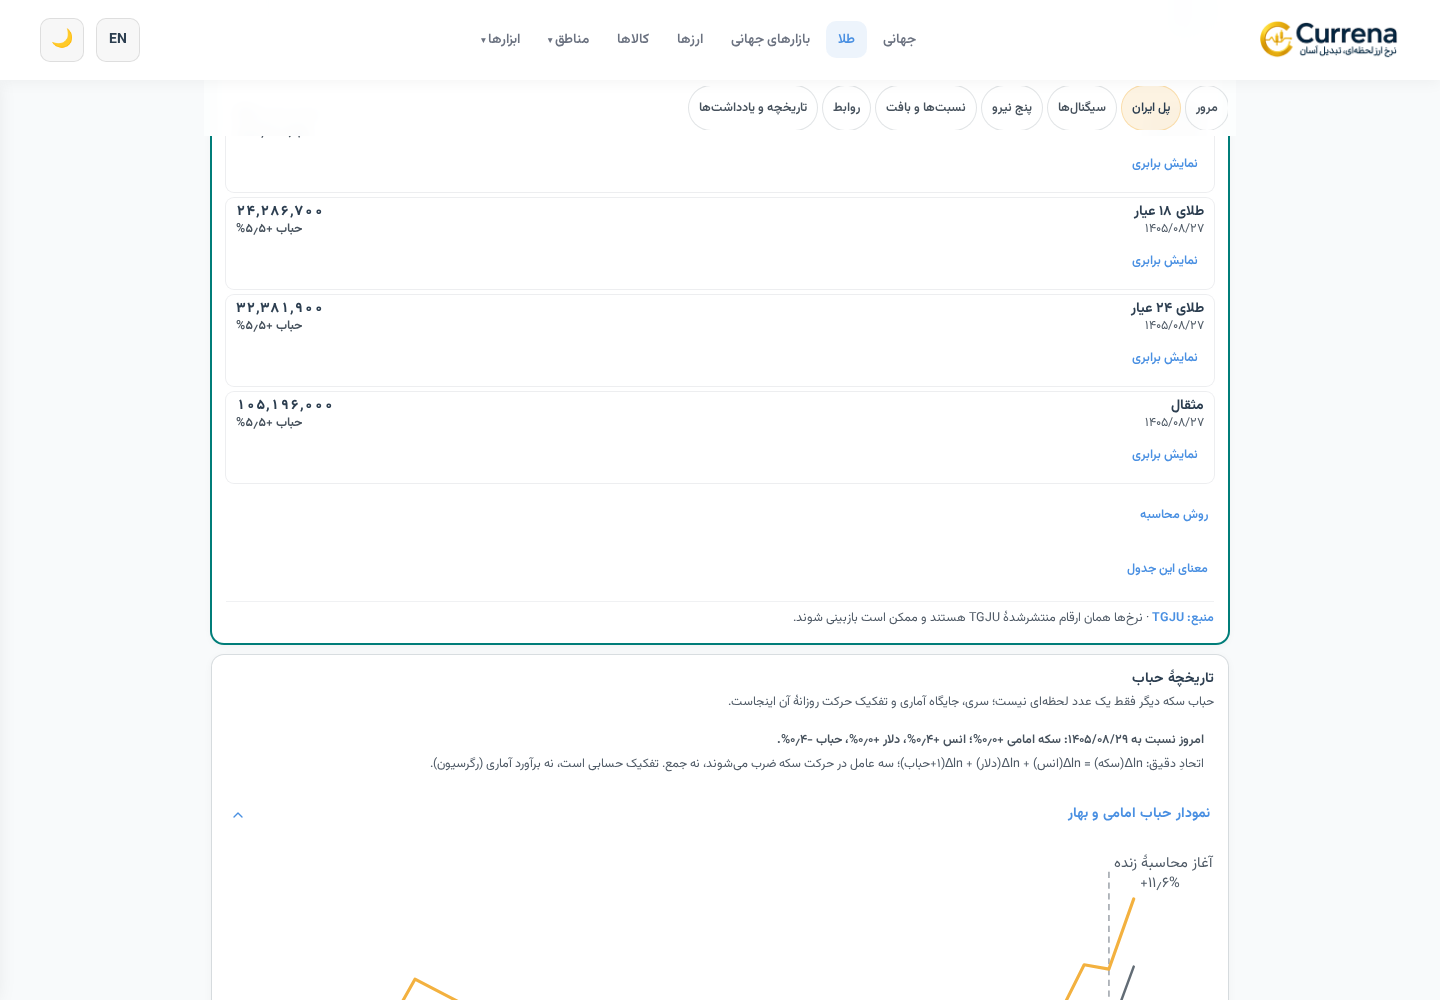 Currena
نرخ ارز لحظه‌ای، تبدیل آسان
جهانی
طلا
بازارهای جهانی
ارزها
کالاها
مناطق ▾
ابزارها ▾
EN
مرور
پل ایران
سیگنال‌ها
پنج نیرو
نسبت‌ها و بافت
روابط
تاریخچه و یادداشت‌ها
نمایش برابری
طلای ۱۸ عیار
۲۴,۲۸۶,۷۰۰
۱۴۰۵/۰۸/۲۷
حباب +۵٫۵%
نمایش برابری
طلای ۲۴ عیار
۳۲,۳۸۱,۹۰۰
۱۴۰۵/۰۸/۲۷
حباب +۵٫۵%
نمایش برابری
مثقال
۱۰۵,۱۹۶,۰۰۰
۱۴۰۵/۰۸/۲۷
حباب +۵٫۵%
نمایش برابری
روش محاسبه
معنای این جدول
منبع: TGJU · نرخ‌ها همان ارقام منتشرشدهٔ TGJU هستند و ممکن است بازبینی شوند.
تاریخچهٔ حباب
حباب سکه دیگر فقط یک عدد لحظه‌ای نیست؛ سری، جایگاه آماری و تفکیک حرکت روزانهٔ آن اینجاست.
امروز نسبت به ۱۴۰۵/۰۸/۲۹: سکه امامی +۰٫۰%؛ انس +۰٫۴%، دلار +۰٫۰%، حباب −۰٫۴%.
اتحادِ دقیق: Δln(سکه) = Δln(انس) + Δln(دلار) + Δln(۱+حباب)؛ سه عامل در حرکت سکه ضرب می‌شوند، نه جمع. تفکیک حسابی است، نه برآورد آماری (رگرسیون).
نمودار حباب امامی و بهار
آغاز محاسبهٔ زنده
+۱۱٫۶%